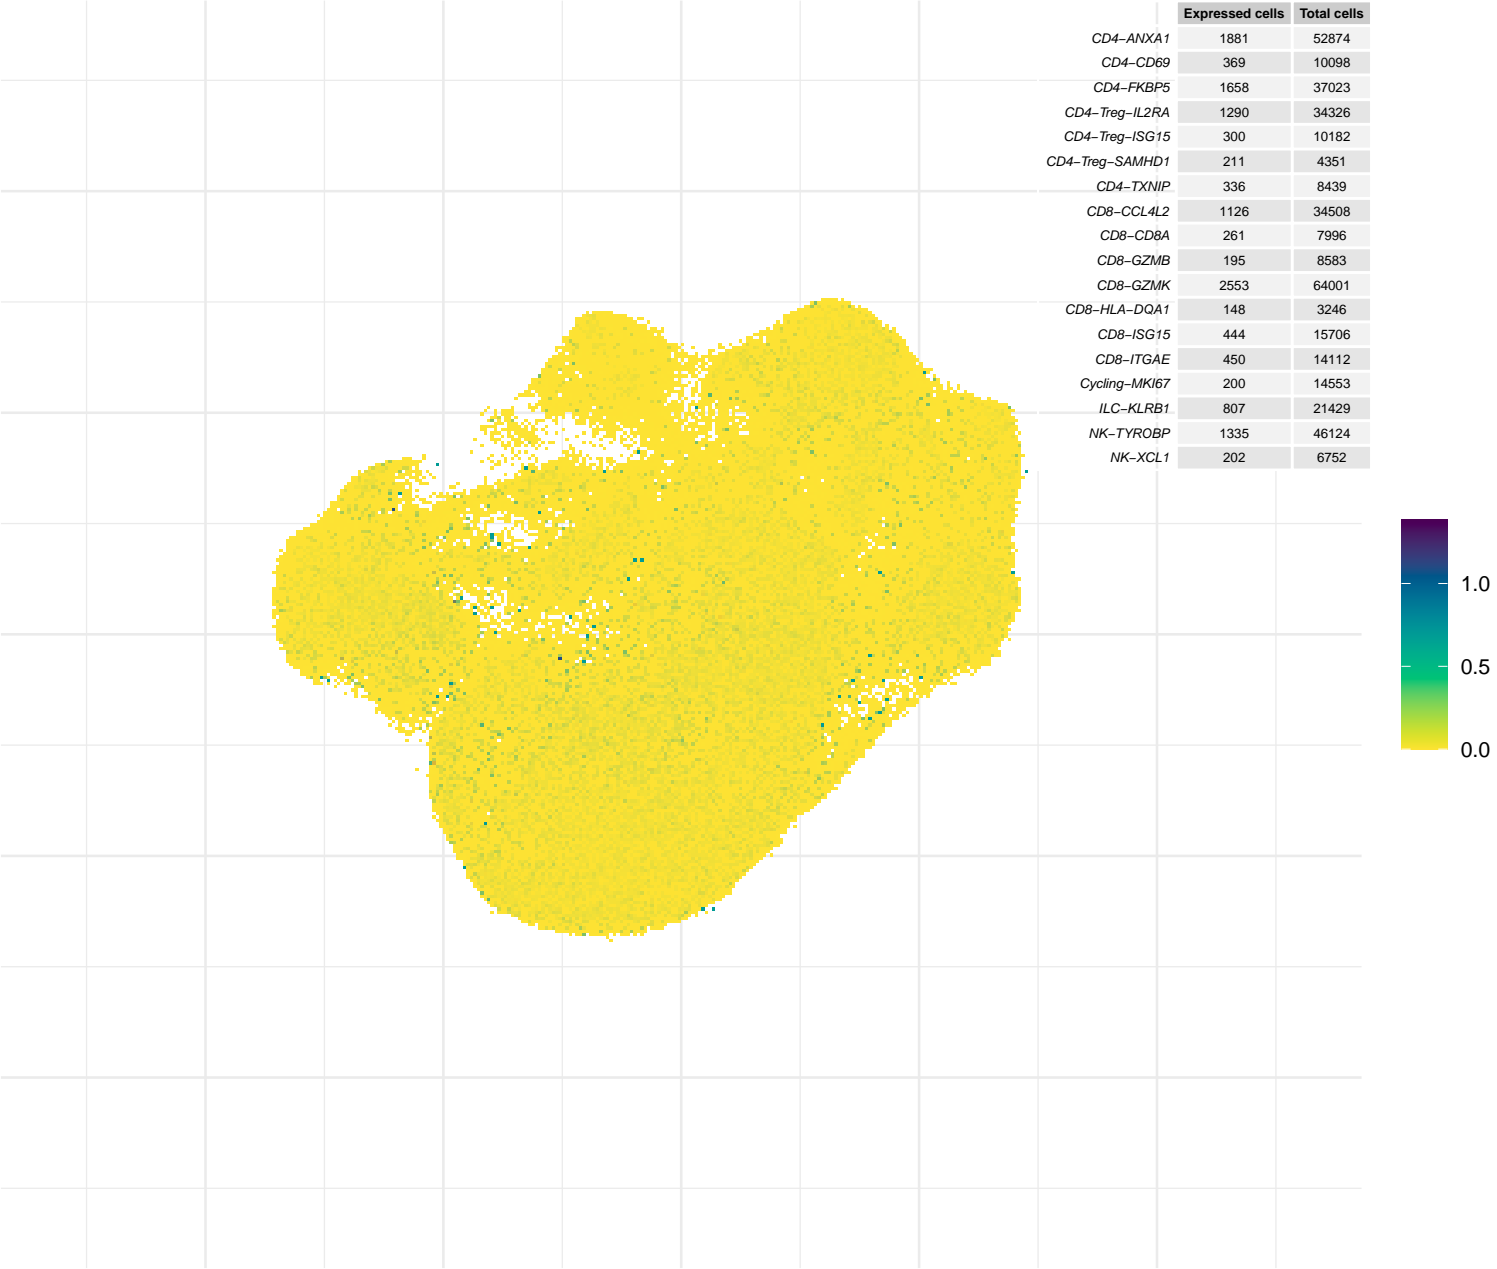 Expressed cells Total cells
CD4−ANXA1 1881 52874
CD4−CD69 369 10098
CD4−FKBP5 1658 37023
CD4−Treg−IL2RA 1290 34326
CD4−Treg−ISG15 300 10182
CD4−Treg−SAMHD1 211 4351
CD4−TXNIP 336 8439
CD8−CCL4L2 1126 34508
CD8−CD8A 261 7996
CD8−GZMB 195 8583
CD8−GZMK 2553 64001
CD8−HLA−DQA1 148 3246
CD8−ISG15 444 15706
CD8−ITGAE 450 14112
Cycling−MKI67 200 14553
ILC−KLRB1 807 21429
NK−TYROBP 1335 46124
NK−XCL1 202 6752
1.0
0.5
0.0